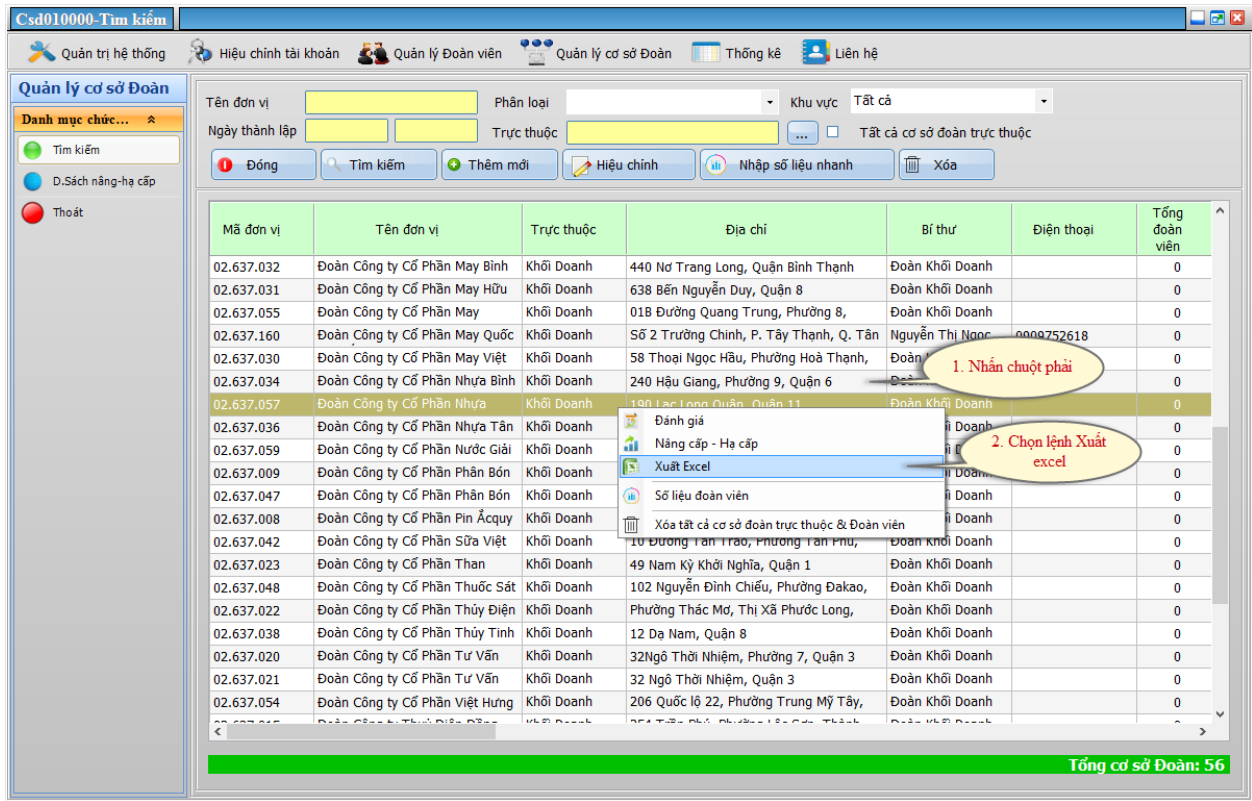 Csd010000-Tìm kiếm
Quản trị hệ thống Hiệu chỉnh tài khoản Quản lý Đoàn viên Quản lý cơ sở Đoàn Thống kê Liên hệ
Quản lý cơ sở Đoàn
Danh mục chức...
Tìm kiếm
D.Sách nâng-hạ cấp
Thoát
Tên đơn vị Phân loại Khu vực Tất cả
Ngày thành lập Trực thuộc ... Tất cả cơ sở đoàn trực thuộc
Đóng Tìm kiếm Thêm mới Hiệu chỉnh Nhập số liệu nhanh Xóa
Mã đơn vị Tên đơn vị Trực thuộc Địa chỉ Bí thư Điện thoại Tổng đoàn viên
02.637.032 Đoàn Công ty Cổ Phần May Bình Khối Doanh 440 Nơ Trang Long, Quận Bình Thạnh Đoàn Khối Doanh 0
02.637.031 Đoàn Công ty Cổ Phần May Hữu Khối Doanh 638 Bến Nguyễn Duy, Quận 8 Đoàn Khối Doanh 0
02.637.055 Đoàn Công ty Cổ Phần May Khối Doanh 01B Đường Quang Trung, Phường 8, Đoàn Khối Doanh 0
02.637.160 Đoàn Công ty Cổ Phần May Quốc Khối Doanh Số 2 Trường Chinh, P. Tây Thạnh, Q. Tân Nguyễn Thị Ngọc 0909752618 0
02.637.030 Đoàn Công ty Cổ Phần May Việt Khối Doanh 58 Thoại Ngọc Hầu, Phường Hoà Thạnh, Đoàn 0
02.637.034 Đoàn Công ty Cổ Phần Nhựa Bình Khối Doanh 240 Hậu Giang, Phường 9, Quận 6 0
02.637.057 Đoàn Công ty Cổ Phần Nhựa Khối Doanh 190 Lạc Long Quân, Quận 11 Đoàn Khối Doanh 0
02.637.036 Đoàn Công ty Cổ Phần Nhựa Tân Khối Doanh 0
02.637.059 Đoàn Công ty Cổ Phần Nước Giải Khối Doanh 0
02.637.009 Đoàn Công ty Cổ Phần Phân Bón Khối Doanh 0
02.637.047 Đoàn Công ty Cổ Phần Phân Bón Khối Doanh Doanh 0
02.637.008 Đoàn Công ty Cổ Phần Pin Ắcquy Khối Doanh Doanh 0
02.637.042 Đoàn Công ty Cổ Phần Sữa Việt Khối Doanh 10 Đường Tân Trào, Phường Tân Phú, Đoàn Khối Doanh 0
02.637.023 Đoàn Công ty Cổ Phần Than Khối Doanh 49 Nam Kỳ Khởi Nghĩa, Quận 1 Đoàn Khối Doanh 0
02.637.048 Đoàn Công ty Cổ Phần Thuốc Sát Khối Doanh 102 Nguyễn Đình Chiểu, Phường Đakao, Đoàn Khối Doanh 0
02.637.022 Đoàn Công ty Cổ Phần Thủy Điện Khối Doanh Phường Thác Mơ, Thị Xã Phước Long, Đoàn Khối Doanh 0
02.637.038 Đoàn Công ty Cổ Phần Thủy Tinh Khối Doanh 12 Dạ Nam, Quận 8 Đoàn Khối Doanh 0
02.637.020 Đoàn Công ty Cổ Phần Tư Vấn Khối Doanh 32Ngô Thời Nhiệm, Phường 7, Quận 3 Đoàn Khối Doanh 0
02.637.021 Đoàn Công ty Cổ Phần Tư Vấn Khối Doanh 32 Ngô Thời Nhiệm, Quận 3 Đoàn Khối Doanh 0
02.637.054 Đoàn Công ty Cổ Phần Việt Hưng Khối Doanh 206 Quốc lộ 22, Phường Trung Mỹ Tây, Đoàn Khối Doanh 0
1. Nhấn chuột phải
2. Chọn lệnh Xuất
excel
Đánh giá
Nâng cấp - Hạ cấp
Xuất Excel
Số liệu đoàn viên
Xóa tất cả cơ sở đoàn trực thuộc & Đoàn viên
Tổng cơ sở Đoàn: 56